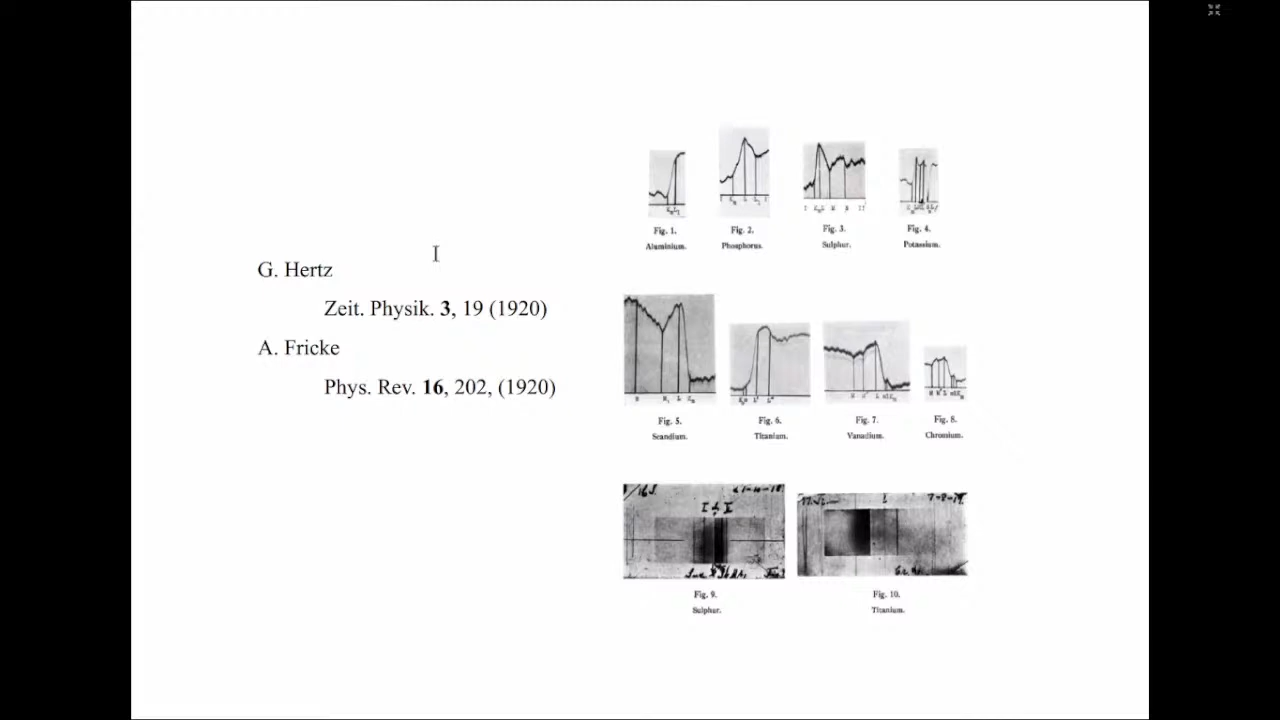 G. Hertz
Zeit. Physik. 3, 19 (1920)
A. Fricke
Phys. Rev. 16, 202, (1920)
Fig. 1.
Aluminium.
Fig. 2.
Phosphorus.
Fig. 3.
Sulphur.
Fig. 4.
Potassium.
Fig. 5.
Scandium.
Fig. 6.
Titanium.
Fig. 7.
Vanadium.
Fig. 8.
Chromium.
Fig. 9.
Sulphur.
Fig. 10.
Titanium.